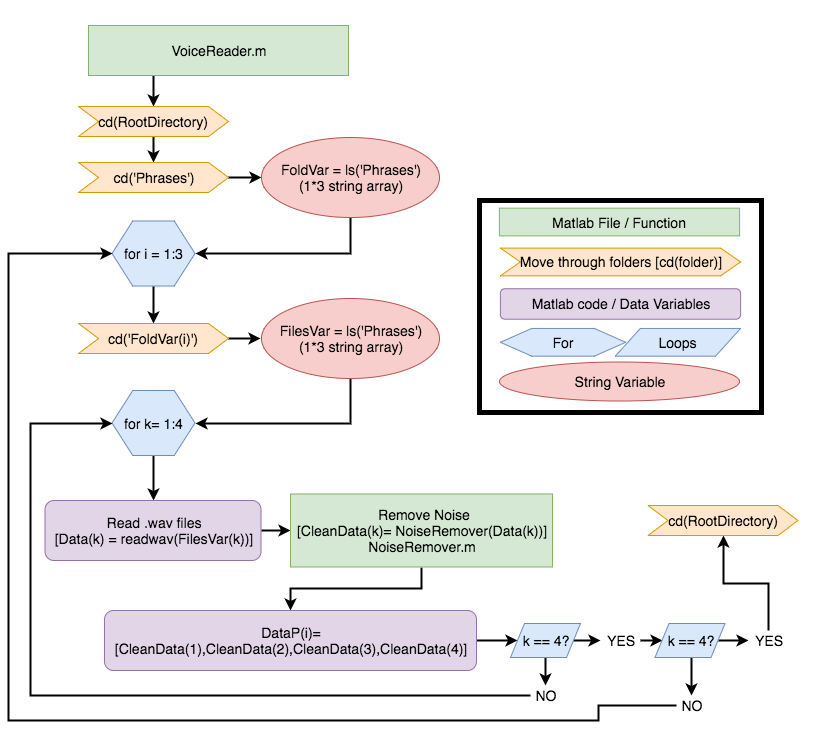 VoiceReader.m
cd(RootDirectory)
cd('Phrases')
FoldVar = ls('Phrases')
(1*3 string array)
for i = 1:3
cd('FoldVar(i)')
FilesVar = ls('Phrases')
(1*3 string array)
for k= 1:4
Read .wav files
[Data(k) = readwav(FilesVar(k))]
Remove Noise
[CleanData(k)= NoiseRemover(Data(k))]
NoiseRemover.m
DataP(i)=
[CleanData(1),CleanData(2),CleanData(3),CleanData(4)]
k == 4?
YES
k == 4?
YES
NO
NO
cd(RootDirectory)
Matlab File / Function
Move through folders [cd(folder)]
Matlab code / Data Variables
For
Loops
String Variable